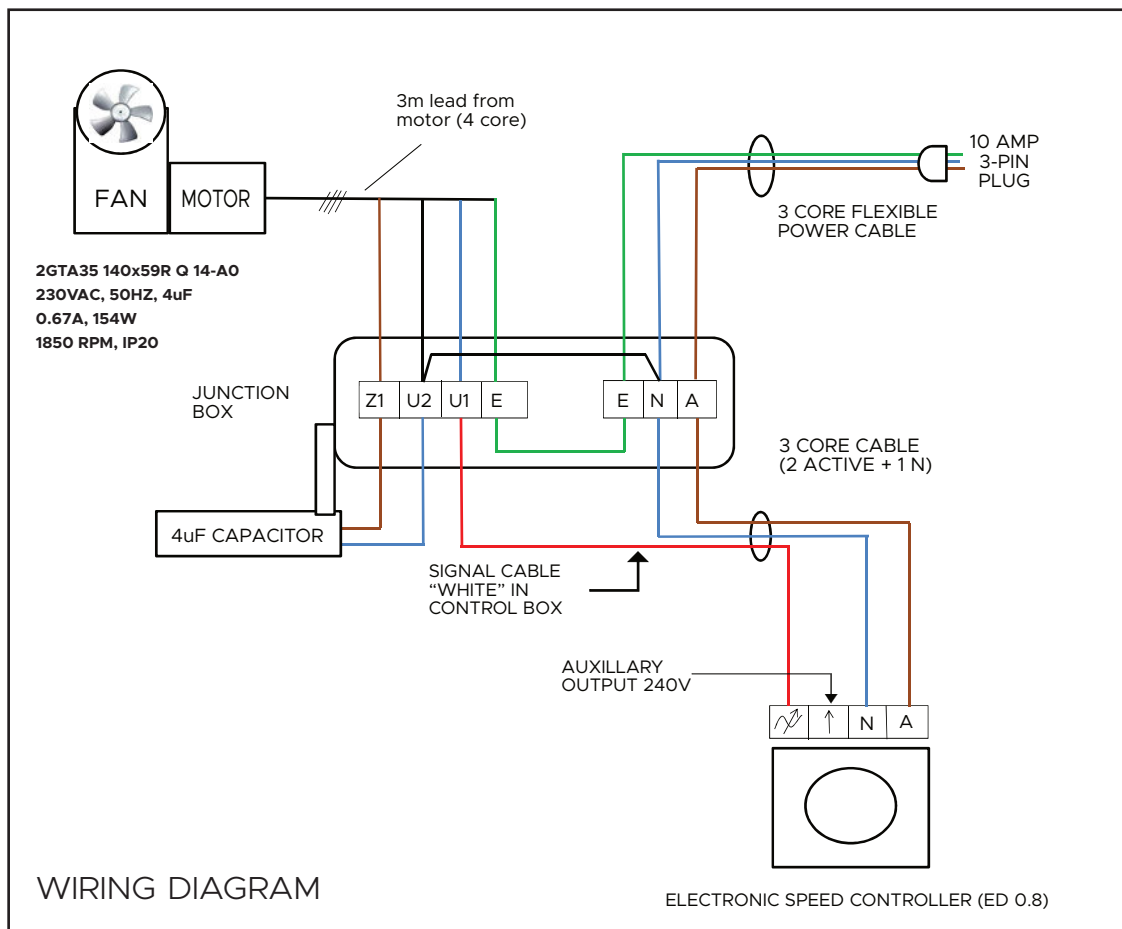 3m lead from
motor (4 core)
10 AMP
3-PIN
PLUG
FAN
MOTOR
3 CORE FLEXIBLE
POWER CABLE
2GTA35 140x59R Q 14-A0
230VAC, 50HZ, 4uF
0.67A, 154W
1850 RPM, IP20
JUNCTION
BOX
Z1 U2 U1 E
E N A
3 CORE CABLE
(2 ACTIVE + 1 N)
4uF CAPACITOR
SIGNAL CABLE
“WHITE” IN
CONTROL BOX
AUXILLARY
OUTPUT 240V
↑ N A
WIRING DIAGRAM
ELECTRONIC SPEED CONTROLLER (ED 0.8)